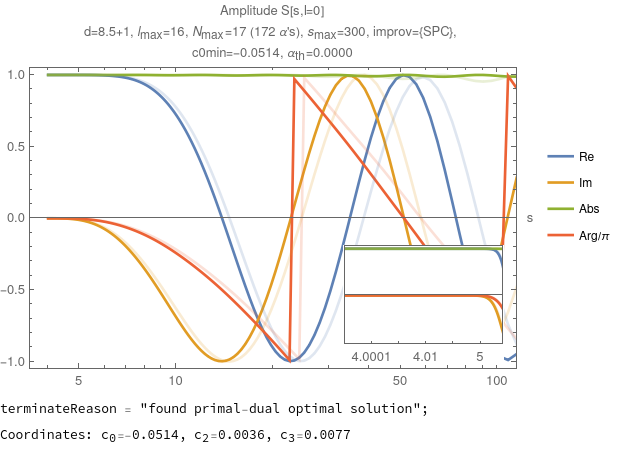 Amplitude S[s,l=0]
d=8.5+1, lmax=16, Nmax=17 (172 α's), smax=300, improv={SPC},
c0min=-0.0514, αth=0.0000
1.0
0.5
0.0
-0.5
-1.0
s
4.0001 4.01 5
5 10 50 100
Re
Im
Abs
Arg/π
terminateReason = "found primal-dual optimal solution";
Coordinates: c0=-0.0514, c2=0.0036, c3=0.0077